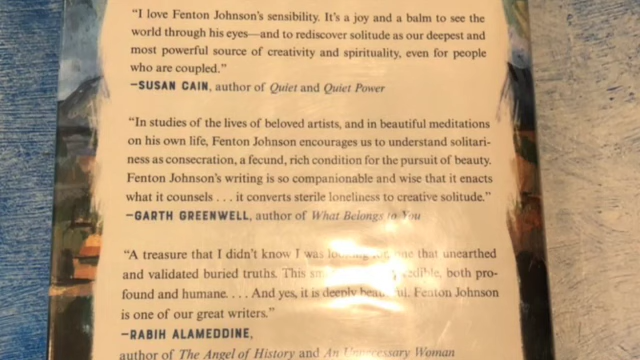 “I love Fenton Johnson’s sensibility. It’s a joy and a balm to see the
world through his eyes—and to rediscover solitude as our deepest and
most powerful source of creativity and spirituality, even for people
who are coupled.”
—SUSAN CAIN, author of Quiet and Quiet Power
“In studies of the lives of beloved artists, and in beautiful meditations
on his own life, Fenton Johnson encourages us to understand solitari-
ness as consecration, a fecund, rich condition for the pursuit of beauty.
Fenton Johnson’s writing is so companionable and wise that it enacts
what it counsels . . . it converts sterile loneliness to creative solitude.”
—GARTH GREENWELL, author of What Belongs to You
“A treasure that I didn’t know I was looking for, one that unearthed
and validated buried truths. This both pro-
found and humane. . . . And yes, it is deeply beautiful. Fenton Johnson
is one of our great writers.”
—RABIH ALAMEDDINE,
author of The Angel of History and An Unnecessary Woman